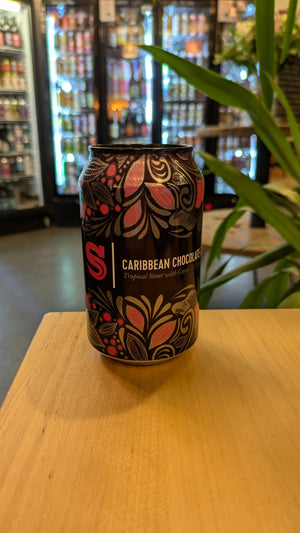 S
CARIBBEAN CHOCOLATE
Tropical Stout with